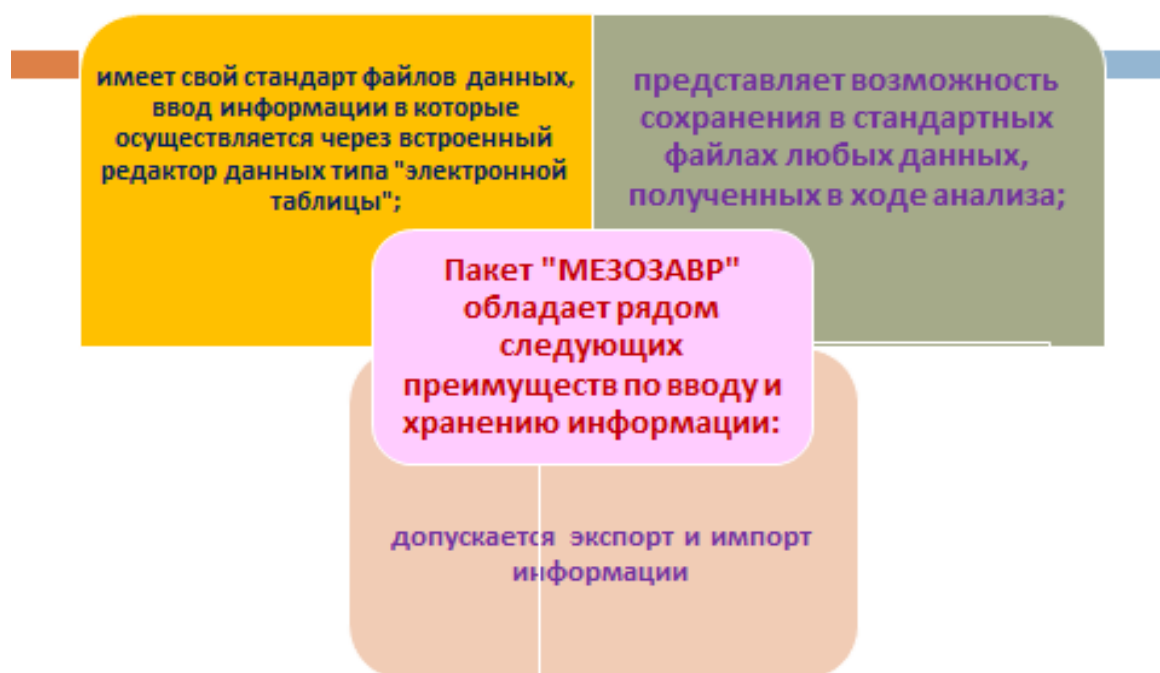 имеет свой стандарт файлов данных,
ввод информации в которые
осуществляется через встроенный
редактор данных типа "электронной
таблицы";
представляет возможность
сохранения в стандартных
файлах любых данных,
полученных в ходе анализа;
Пакет "МЕЗОЗАВР"
обладает рядом
следующих
преимуществ по вводу и
хранению информации:
допускается экспорт и импорт
информации